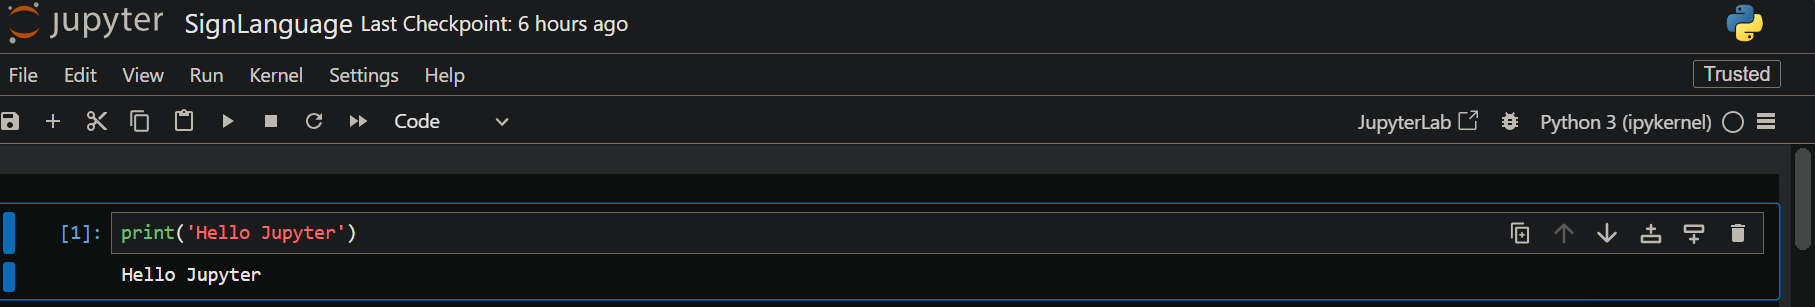 jupyter SignLanguage Last Checkpoint: 6 hours ago
File Edit View Run Kernel Settings Help Trusted
Code JupyterLab Python 3 (ipykernel)
[1]: print('Hello Jupyter')
Hello Jupyter